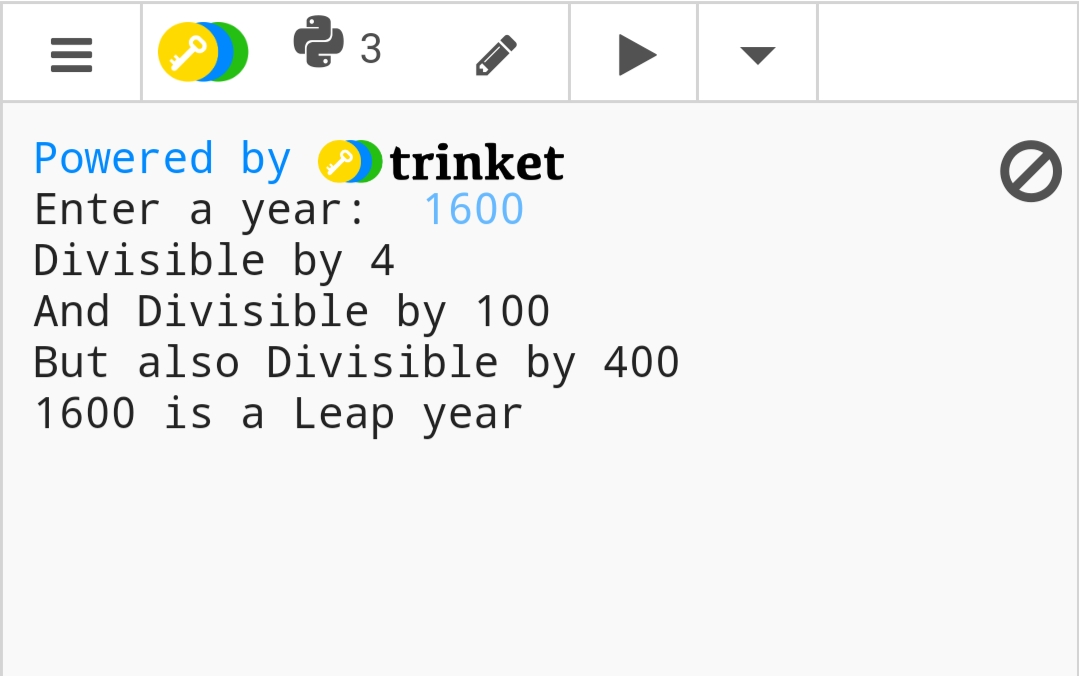 3
Powered by trinket
Enter a year: 1600
Divisible by 4
And Divisible by 100
But also Divisible by 400
1600 is a Leap year